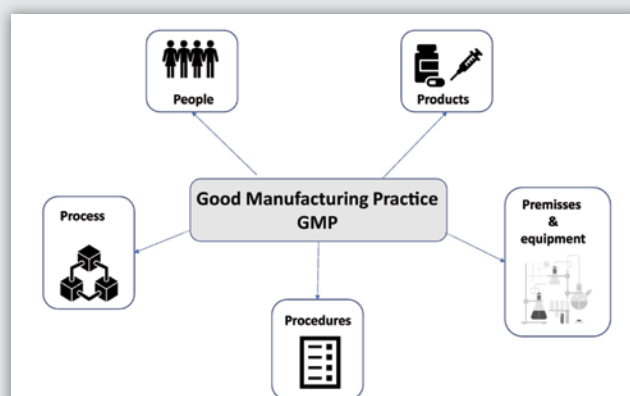 People
Products
Good Manufacturing Practice
GMP
Process
Premisses
&
equipment
Procedures